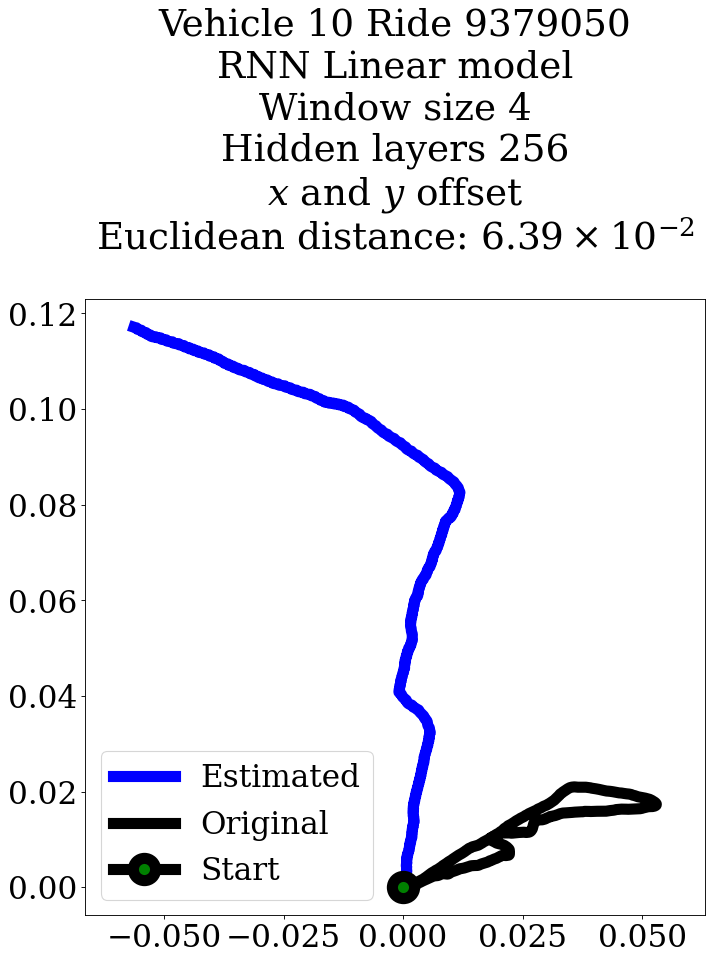 Vehicle 10 Ride 9379050
RNN Linear model
Window size 4
Hidden layers 256
x and y offset
Euclidean distance: 6.39 × 10⁻²
0.12
0.10
0.08
0.06
0.04
0.02
0.00
Estimated
Original
Start
−0.050 −0.025 0.000 0.025 0.050